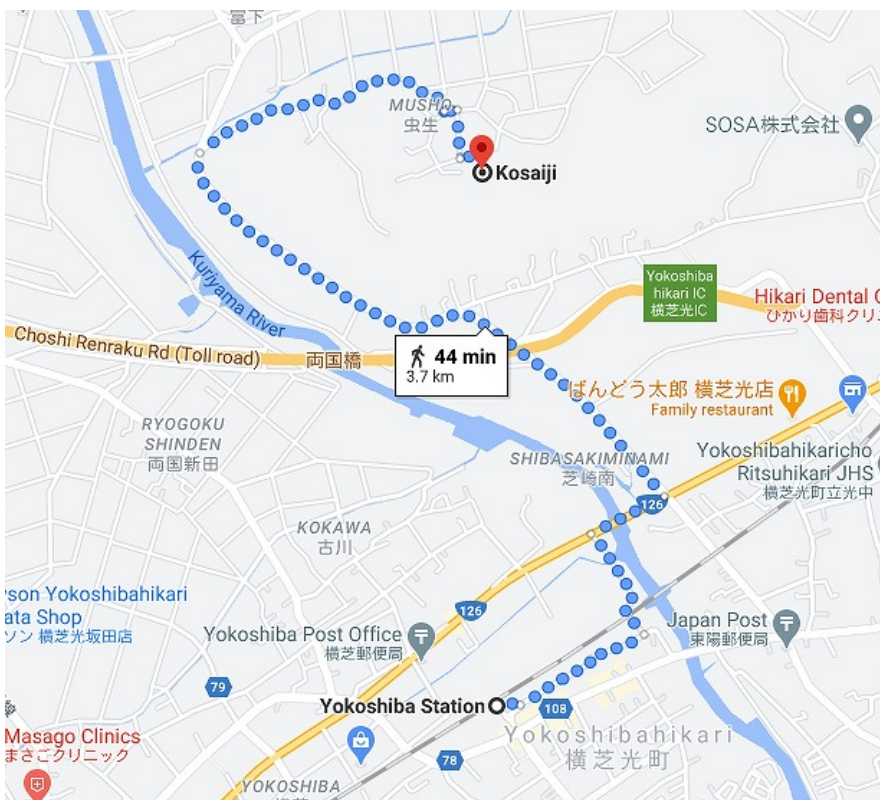 富下
MUSHO
虫生
Kosaiji
SOSA株式会社
Kuriyama River
Yokoshiba
hikari IC
横芝光IC
Hikari Dental
ひかり歯科クリ
Choshi Renraku Rd (Toll road)
両国橋
44 min
3.7 km
ばんどう太郎 横芝光店
Family restaurant
RYOGOKU
SHINDEN
両国新田
SHIBASAKIMINAMI
芝崎南
Yokoshibahikaricho
Ritsuhikari JHS
横芝光町立光中
126
KOKAWA
古川
son Yokoshibahikari
ata Shop
ソン 横芝光坂田店
126
Yokoshiba Post Office
横芝郵便局
Japan Post
東陽郵便局
79
Yokoshiba Station
108
Masago Clinics
まさごクリニック
Yokoshibahikari
横芝光町
78
YOKOSHIBA